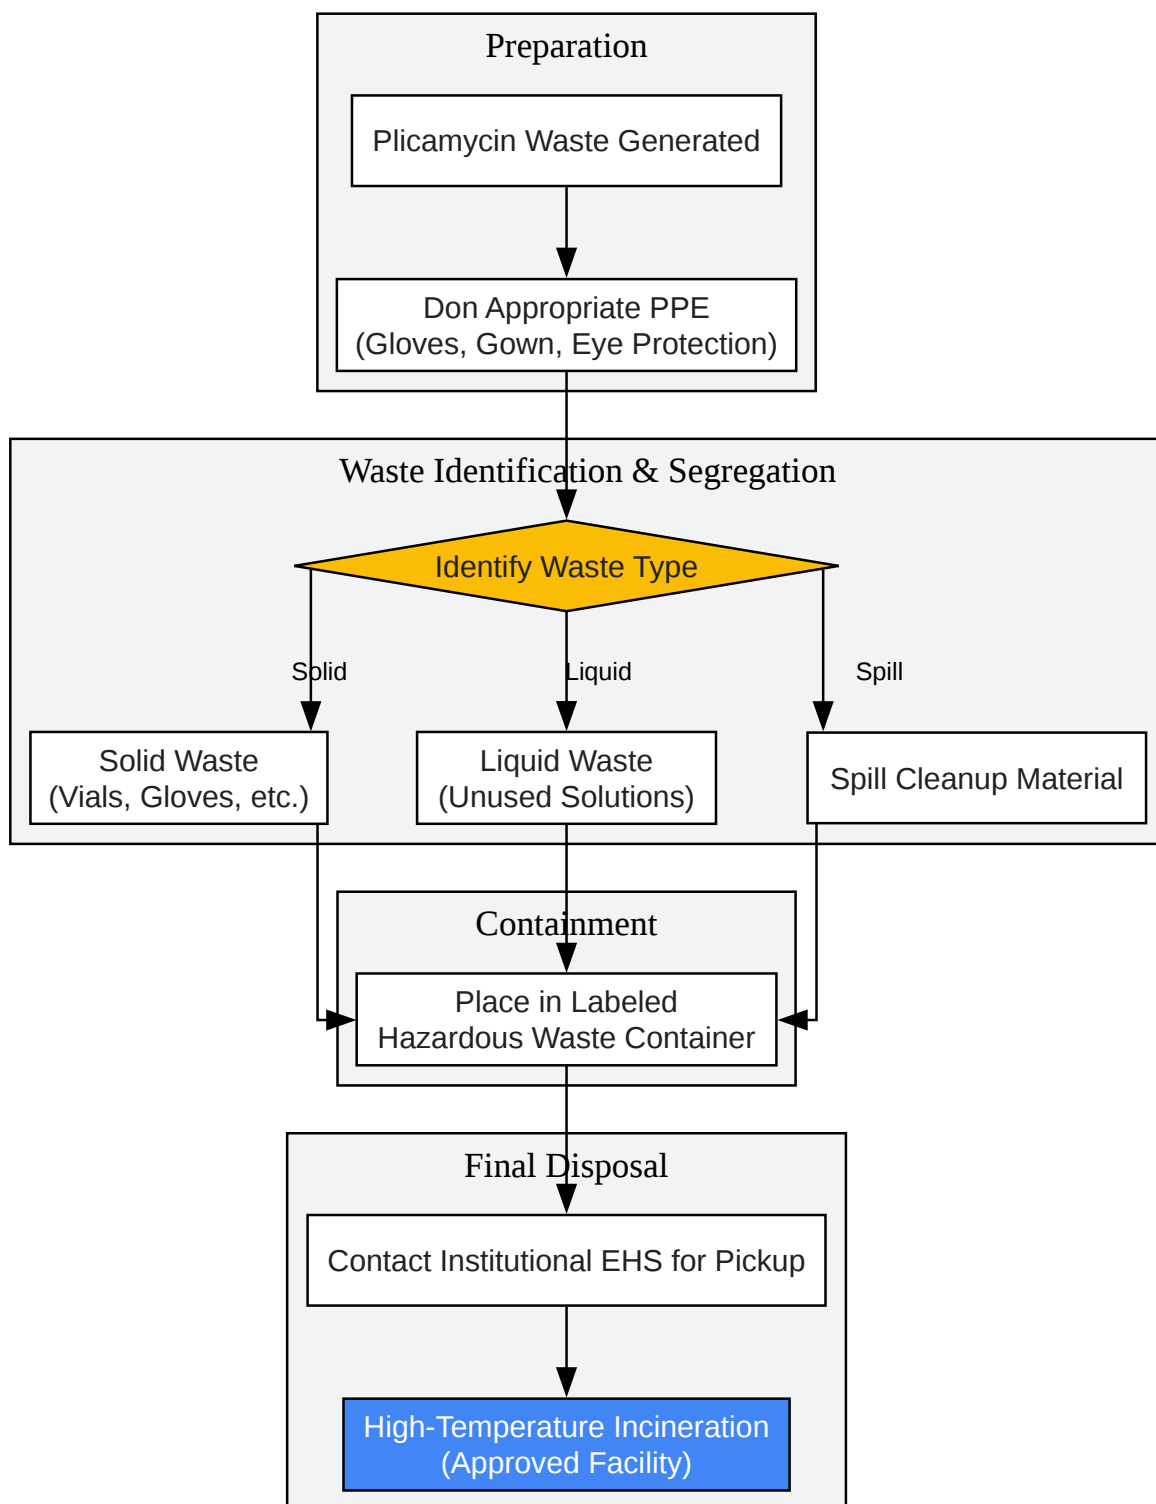 Preparation
Plicamycin Waste Generated
Don Appropriate PPE
(Gloves, Gown, Eye Protection)
Waste Identification & Segregation
Identify Waste Type
Solid
Liquid
Spill
Solid Waste
(Vials, Gloves, etc.)
Liquid Waste
(Unused Solutions)
Spill Cleanup Material
Containment
Place in Labeled
Hazardous Waste Container
Final Disposal
Contact Institutional EHS for Pickup
High-Temperature Incineration
(Approved Facility)